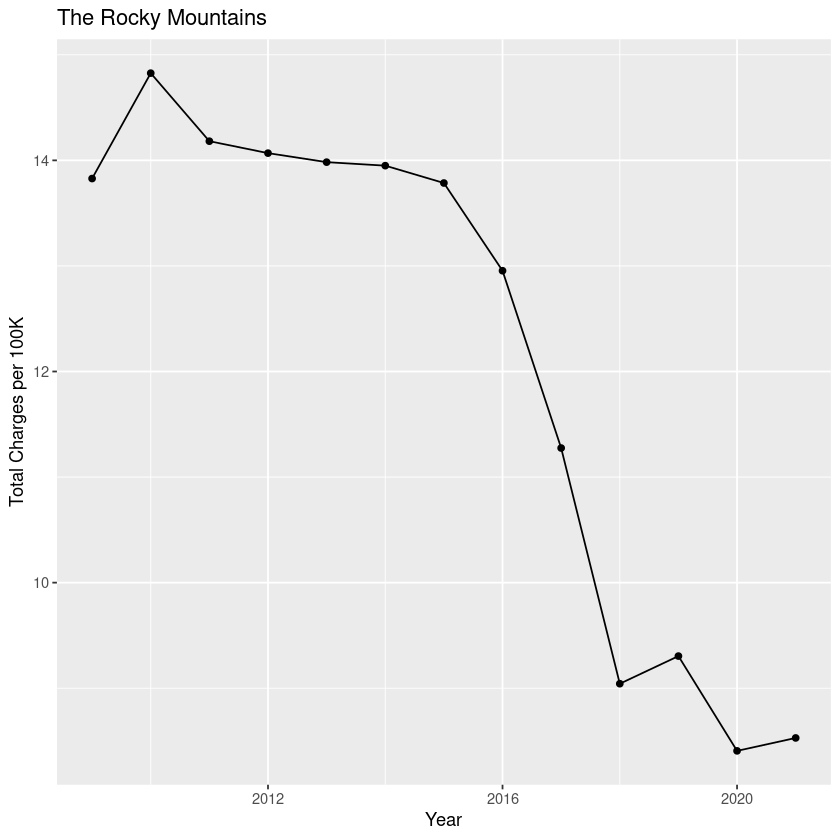 The Rocky Mountains
Total Charges per 100K
14
12
10
2012
2016
2020
Year